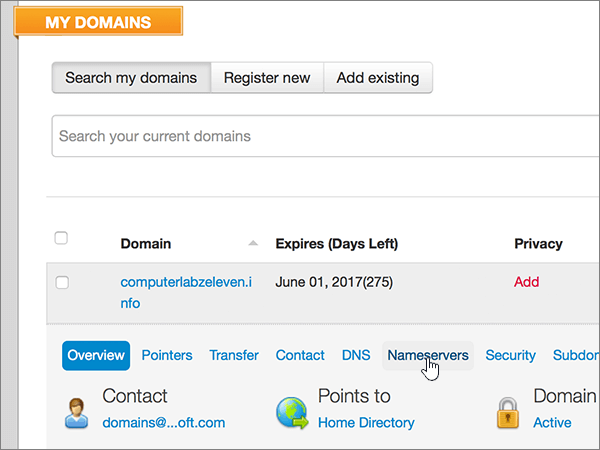 MY DOMAINS
Search my domains Register new Add existing
Search your current domains
Domain Expires (Days Left) Privacy
computerlabzeleven.i June 01, 2017(275) Add
nfo
Overview Pointers Transfer Contact DNS Nameservers Security Subdon
Contact Points to Domain
domains@...oft.com Home Directory Active